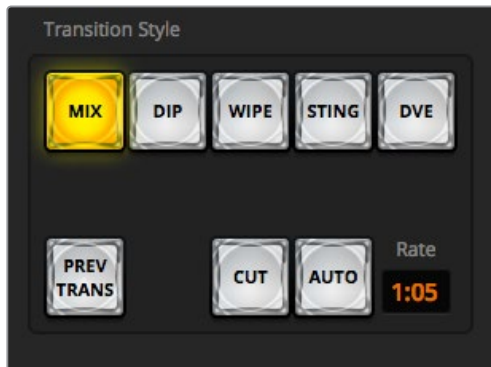 Transition Style
MIX
DIP
WIPE
STING
DVE
PREV
TRANS
CUT
AUTO
Rate
1:05